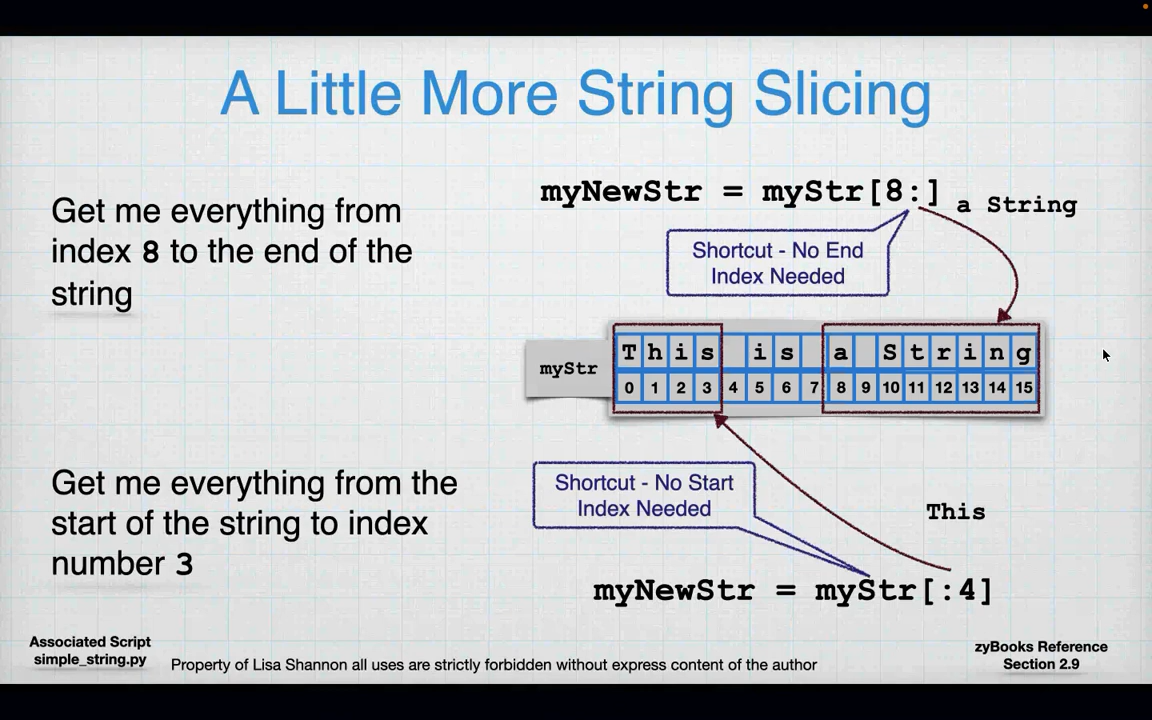 A Little More String Slicing
Get me everything from
index 8 to the end of the
string
myNewStr = myStr[8:]
a String
Shortcut - No End
Index Needed
myStr
T h i s   i s   a   S t r i n g
0 1 2 3 4 5 6 7 8 9 10 11 12 13 14 15
Get me everything from the
start of the string to index
number 3
Shortcut - No Start
Index Needed
This
myNewStr = myStr[:4]
Associated Script
simple_string.py
Property of Lisa Shannon all uses are strictly forbidden without express content of the author
zyBooks Reference
Section 2.9